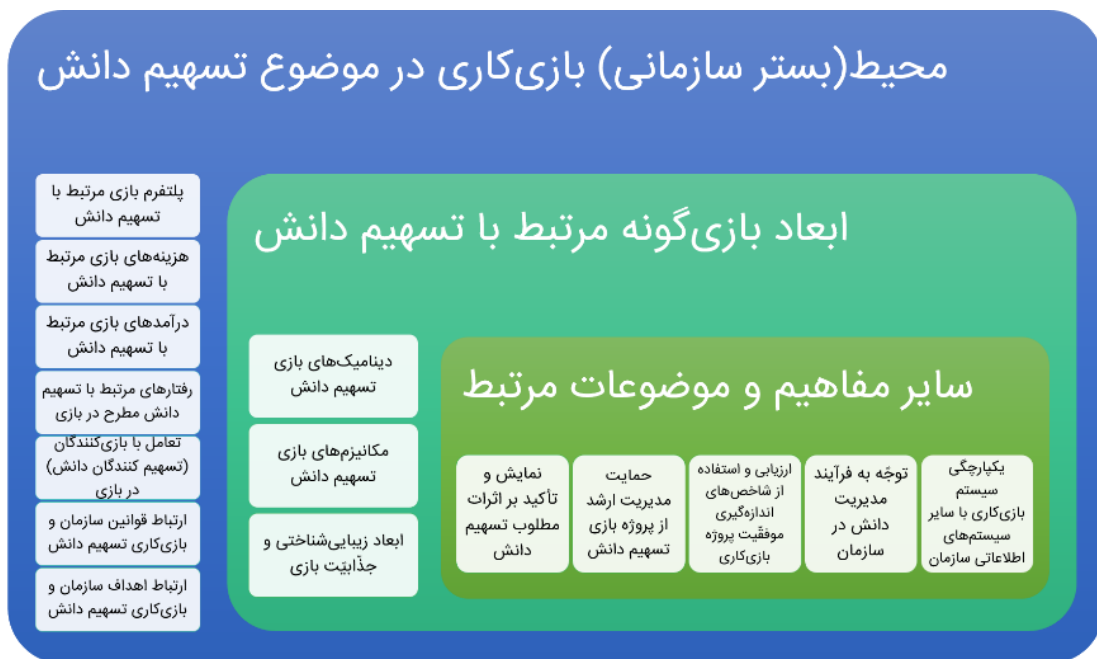 محیط(بستر سازمانی) بازی‌کاری در موضوع تسهیم دانش
پلتفرم بازی مرتبط با
تسهیم دانش
هزینه‌های بازی مرتبط
با تسهیم دانش
درآمدهای بازی مرتبط
با تسهیم دانش
رفتارهای مرتبط با تسهیم
دانش مطرح در بازی
تعامل با بازی‌کنندگان
(تسهیم کنندگان دانش)
در بازی
ارتباط قوانین سازمان و
بازی‌کاری تسهیم دانش
ارتباط اهداف سازمان و
بازی‌کاری تسهیم دانش
ابعاد بازی‌گونه مرتبط با تسهیم دانش
دینامیک‌های بازی
تسهیم دانش
مکانیزم‌های بازی
تسهیم دانش
ابعاد زیبایی‌شناختی و
جذّابیّت بازی
سایر مفاهیم و موضوعات مرتبط
یکپارچگی
سیستم
بازی‌کاری با سایر
سیستم‌های
اطلاعاتی سازمان
توجّه به فرآیند
مدیریت
دانش در
سازمان
ارزیابی و استفاده
از شاخص‌های
اندازه‌گیری
موفقّیت پروژه
بازی‌کاری
حمایت
مدیریت ارشد
از پروژه بازی
تسهیم دانش
نمایش و
تأکید بر اثرات
مطلوب تسهیم
دانش